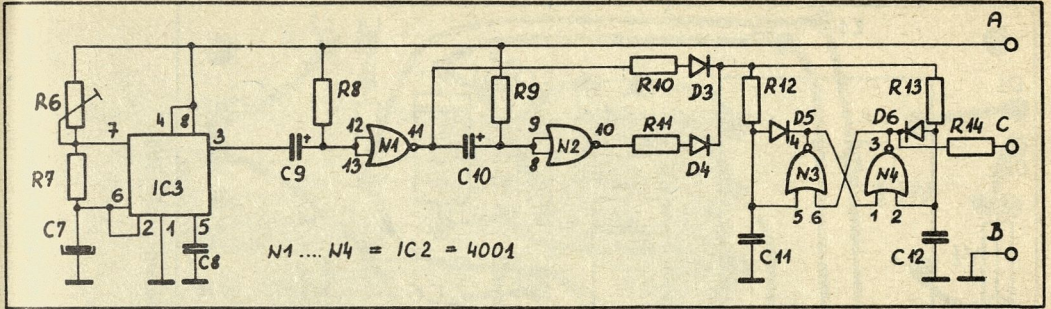 A
R6
4
8
7
3
IC3
R7
6
2
1
5
C7
C8
R8
C9
+
12
13
N1
11
R9
C10
+
9
8
N2
10
R10
D3
R11
D4
R12
D5
4
N3
5
6
R13
D6
3
N4
1
2
R14
C
C11
C12
B
N1....N4 = IC2 = 4001